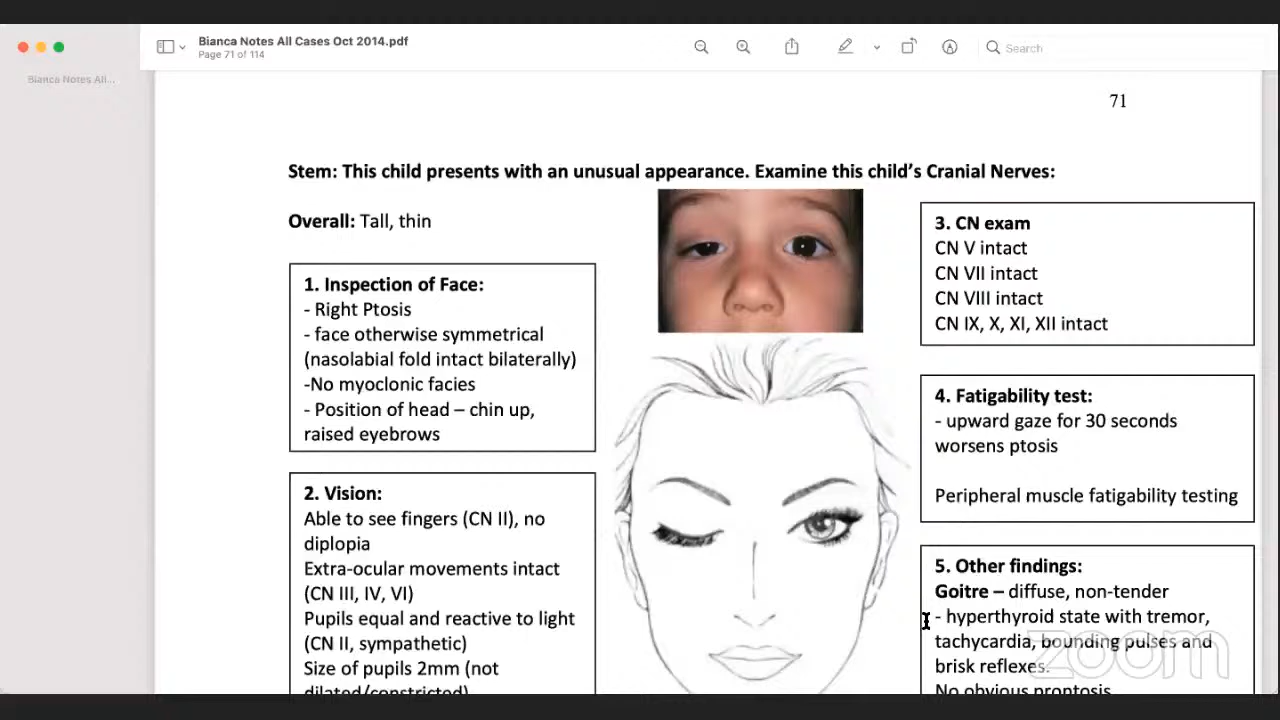 Bianca Notes All Cases Oct 2014.pdf
Page 71 of 114
Search
Bianca Notes All...
71
Stem: This child presents with an unusual appearance. Examine this child's Cranial Nerves:
Overall: Tall, thin
1. Inspection of Face:
- Right Ptosis
- face otherwise symmetrical
(nasolabial fold intact bilaterally)
-No myoclonic facies
- Position of head – chin up,
raised eyebrows
2. Vision:
Able to see fingers (CN II), no
diplopia
Extra-ocular movements intact
(CN III, IV, VI)
Pupils equal and reactive to light
(CN II, sympathetic)
Size of pupils 2mm (not
dilated/constricted)
3. CN exam
CN V intact
CN VII intact
CN VIII intact
CN IX, X, XI, XII intact
4. Fatigability test:
- upward gaze for 30 seconds
worsens ptosis
Peripheral muscle fatigability testing
5. Other findings:
Goitre – diffuse, non-tender
- hyperthyroid state with tremor,
tachycardia, bounding pulses and
brisk reflexes.
No obvious proptosis
zoom